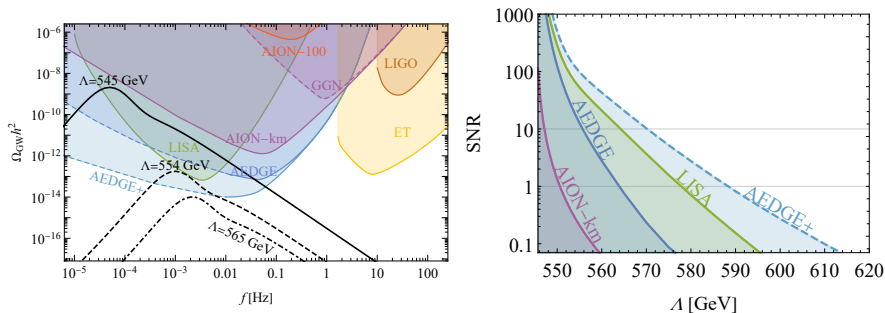 10⁻⁶
10⁻⁸
10⁻¹⁰
10⁻¹²
10⁻¹⁴
10⁻¹⁶
Ω_GW h²
AION-100
GGN
LIGO
Λ=545 GeV
AION-km
ET
LISA
Λ=554 GeV
AEDGE
AEDGE+
Λ=565 GeV
10⁻⁵ 10⁻⁴ 10⁻³ 0.01 0.1 1 10 100
f [Hz]
1000
100
10
1
0.1
SNR
AEDGE
LISA
AION-km
AEDGE+
550 560 570 580 590 600 610 620
Λ [GeV]